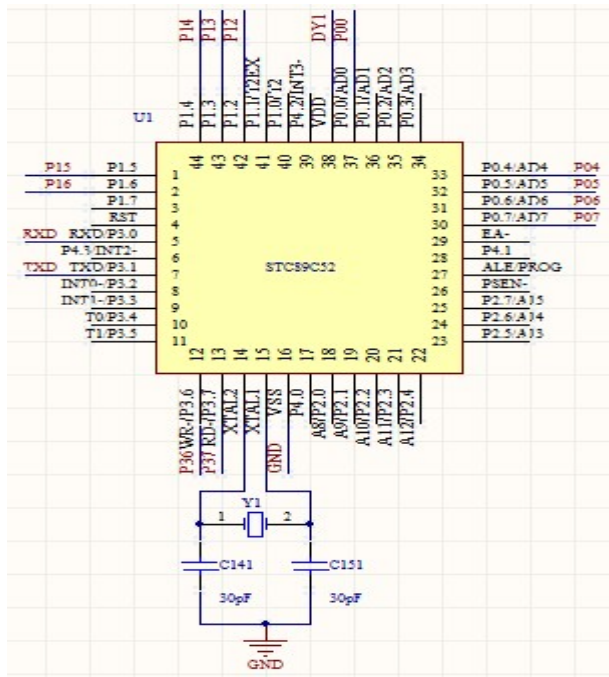 P14 P13 P12 DY1 P00
P1.4 P1.3 P1.2 P1.1/T2EX P1.0/T2 P4.2/INT3- VDD P0.0/AD0 P0.1/AD1 P0.2/AD2 P0.3/AD3
U1
44 43 42 41 40 39 38 37 36 35 34
P15 P1.5 1 33 P0.4/AD4 P04
P16 P1.6 2 32 P0.5/AD5 P05
P1.7 3 31 P0.6/AD6 P06
RST 4 30 P0.7/AD7 P07
RXD RXD/P3.0 5 29 EA-
P4.3/INT2- 6 28 P4.1
TXD TXD/P3.1 7 STC89C52 27 ALE/PROG
INT0-/P3.2 8 26 PSEN-
INT1-/P3.3 9 25 P2.7/A15
T0/P3.4 10 24 P2.6/A14
T1/P3.5 11 23 P2.5/A13
12 13 14 15 16 17 18 19 20 21 22
WR-/P3.6 RD-/P3.7 XTAL2 XTAL1 VSS P4.0 A8/P2.0 A9/P2.1 A10/P2.2 A11/P2.3 A12/P2.4
P36 P37 GND
Y1
1 2
C141 C151
30pF 30pF
GND